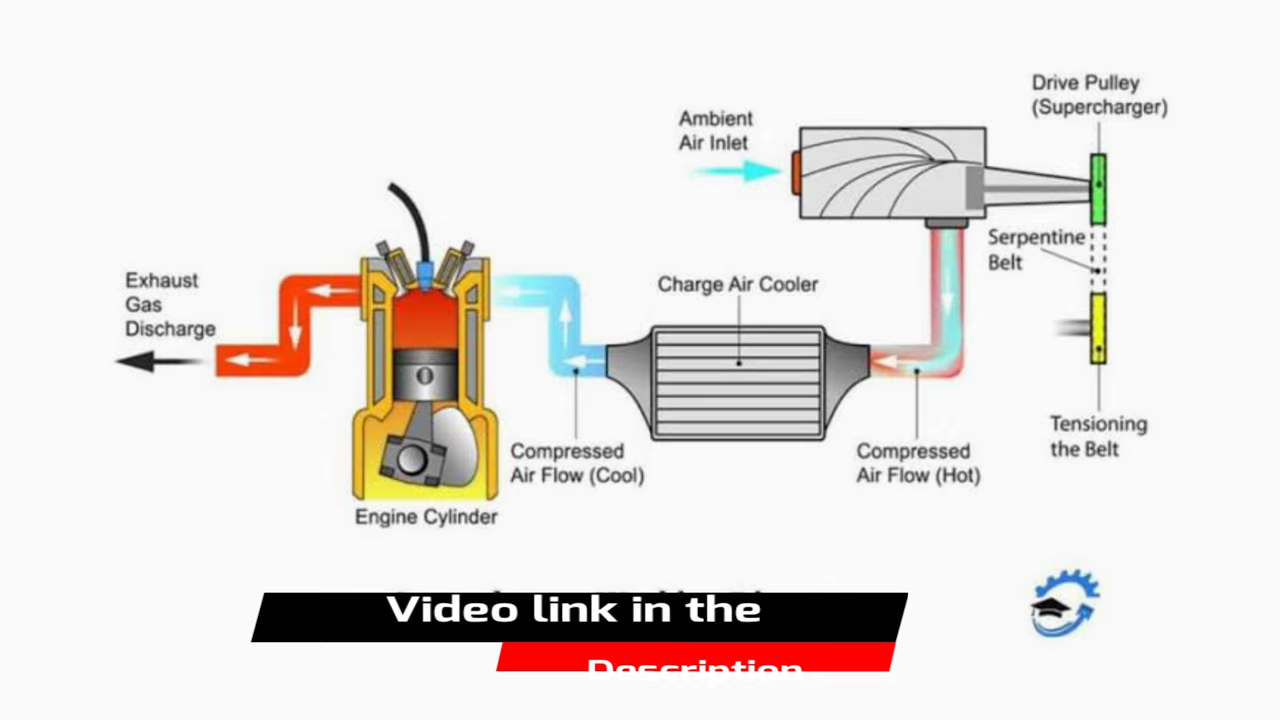 Drive Pulley
(Supercharger)
Ambient
Air Inlet
Serpentine
Belt
Exhaust
Gas
Discharge
Charge Air Cooler
Tensioning
the Belt
Compressed
Air Flow (Cool)
Compressed
Air Flow (Hot)
Engine Cylinder
Video link in the
Description